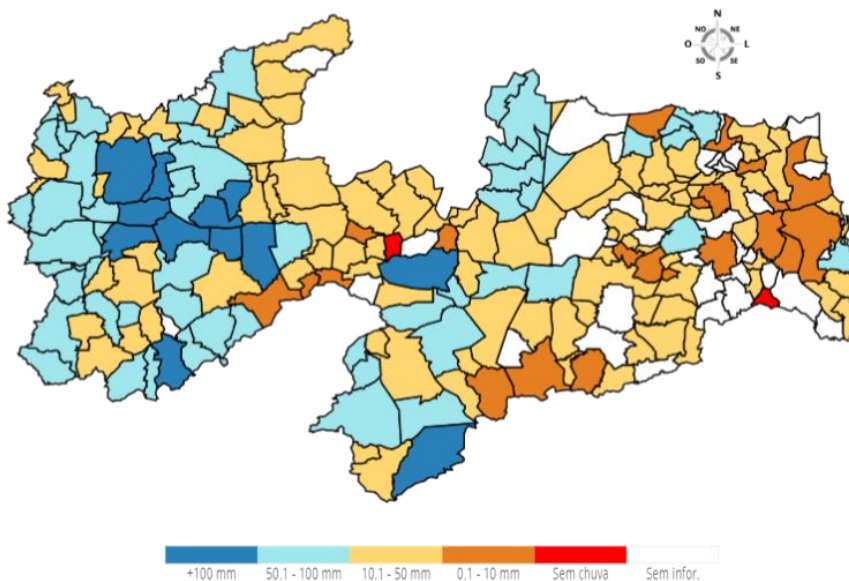 N
NO NE
O L
SO SE
S
+100 mm 50.1 - 100 mm 10.1 - 50 mm 0.1 - 10 mm Sem chuva Sem infor.